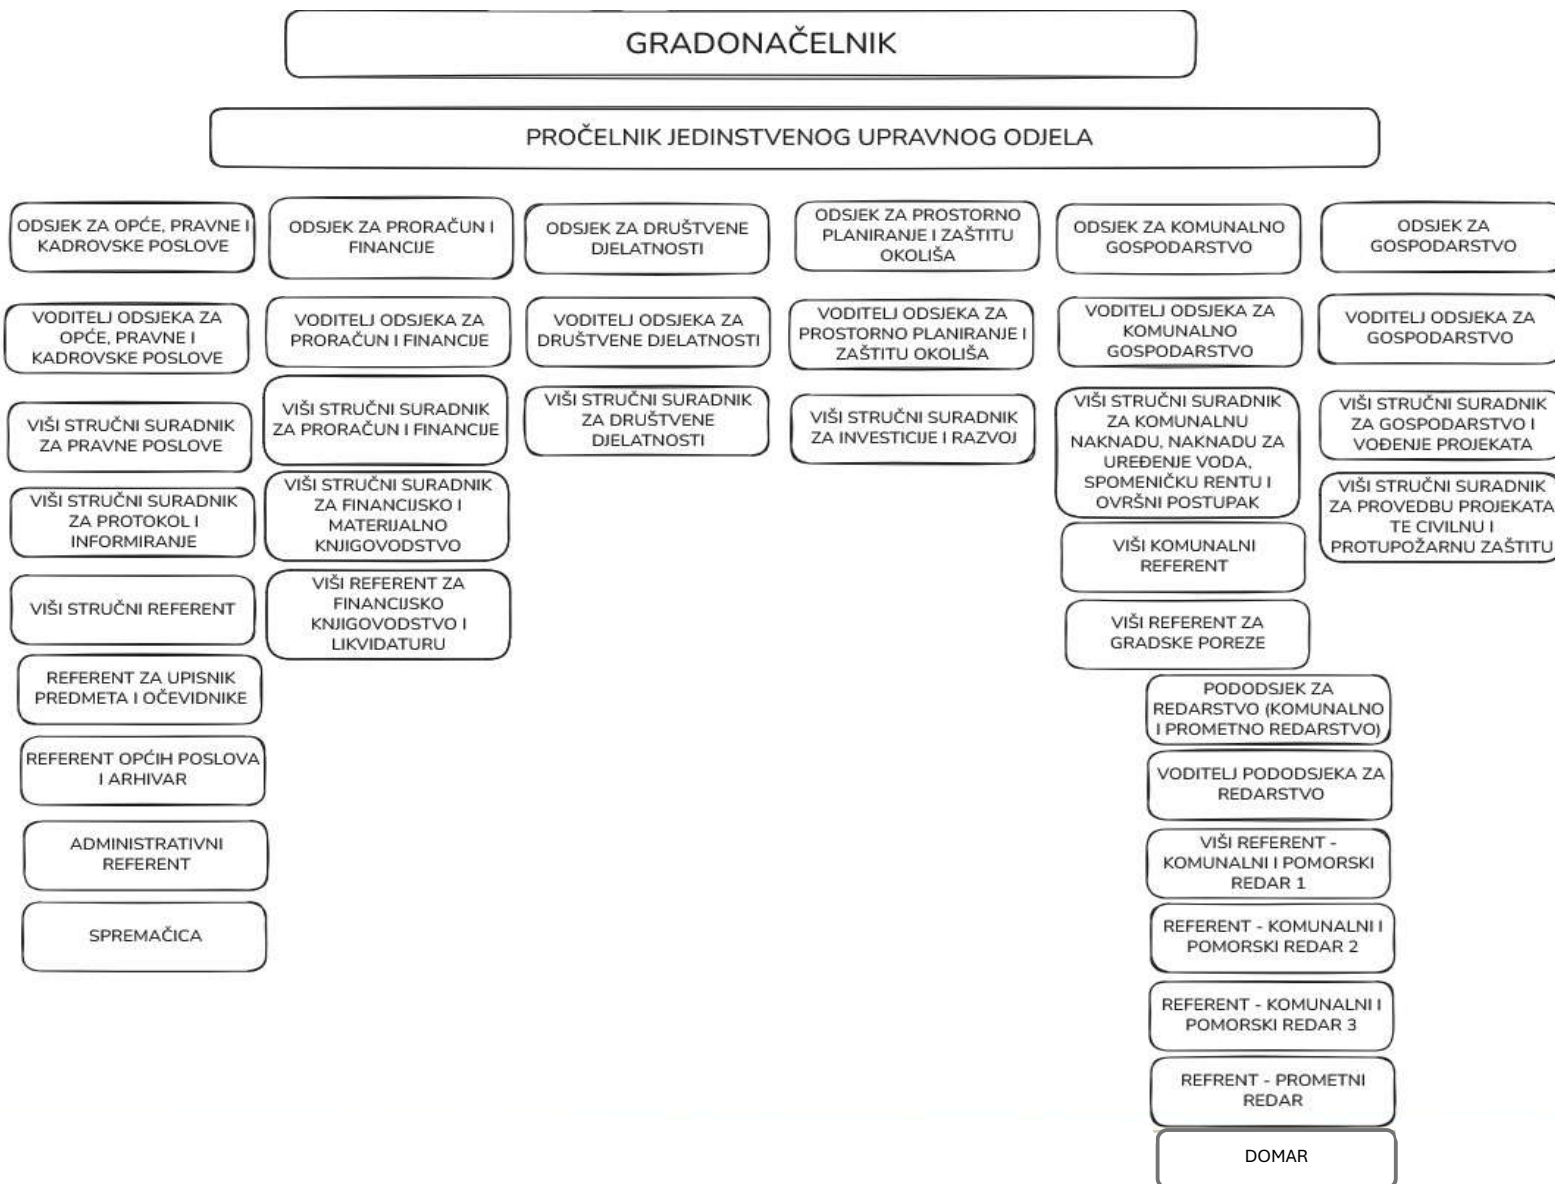 GRADONAČELNIK
PROČELNIK JEDINSTVENOG UPRAVNOG ODJELA
ODSJEK ZA OPĆE, PRAVNE I
KADROVSKE POSLOVE
VODITELJ ODSJEKA ZA
OPĆE, PRAVNE I
KADROVSKE POSLOVE
VIŠI STRUČNI SURADNIK
ZA PRAVNE POSLOVE
VIŠI STRUČNI SURADNIK
ZA PROTOKOL I
INFORMIRANJE
VIŠI STRUČNI REFERENT
REFERENT ZA UPISNIK
PREDMETA I OČEVIDNIKE
REFERENT OPĆIH POSLOVA
I ARHIVAR
ADMINISTRATIVNI
REFERENT
SPREMAČICA
ODSJEK ZA PRORAČUN I
FINANCIJE
VODITELJ ODSJEKA ZA
PRORAČUN I FINANCIJE
VIŠI STRUČNI SURADNIK
ZA PRORAČUN I FINANCIJE
VIŠI STRUČNI SURADNIK
ZA FINANCIJSKO I
MATERIJALNO
KNJIGOVODSTVO
VIŠI REFERENT ZA
FINANCIJSKO
KNJIGOVODSTVO I
LIKVIDATURU
ODSJEK ZA DRUŠTVENE
DJELATNOSTI
VODITELJ ODSJEKA ZA
DRUŠTVENE DJELATNOSTI
VIŠI STRUČNI SURADNIK
ZA DRUŠTVENE
DJELATNOSTI
ODSJEK ZA PROSTORNO
PLANIRANJE I ZAŠTITU
OKOLIŠA
VODITELJ ODSJEKA ZA
PROSTORNO PLANIRANJE I
ZAŠTITU OKOLIŠA
VIŠI STRUČNI SURADNIK
ZA INVESTICIJE I RAZVOJ
ODSJEK ZA KOMUNALNO
GOSPODARSTVO
VODITELJ ODSJEKA ZA
KOMUNALNO
GOSPODARSTVO
VIŠI STRUČNI SURADNIK
ZA KOMUNALNU
NAKNADU, NAKNADU ZA
UREĐENJE VODA,
SPOMENIČKU RENTU I
OVRŠNI POSTUPAK
VIŠI KOMUNALNI
REFERENT
VIŠI REFERENT ZA
GRADSKE POREZE
PODODSJEK ZA
REDARSTVO (KOMUNALNO
I PROMETNO REDARSTVO)
VODITELJ PODODSJEKA ZA
REDARSTVO
VIŠI REFERENT -
KOMUNALNI I POMORSKI
REDAR 1
REFERENT - KOMUNALNI I
POMORSKI REDAR 2
REFERENT - KOMUNALNI I
POMORSKI REDAR 3
REFRENT - PROMETNI
REDAR
DOMAR
ODSJEK ZA
GOSPODARSTVO
VODITELJ ODSJEKA ZA
GOSPODARSTVO
VIŠI STRUČNI SURADNIK
ZA GOSPODARSTVO I
VOĐENJE PROJEKATA
VIŠI STRUČNI SURADNIK
ZA PROVEDBU PROJEKATA
TE CIVILNU I
PROTUPOŽARNU ZAŠTITU